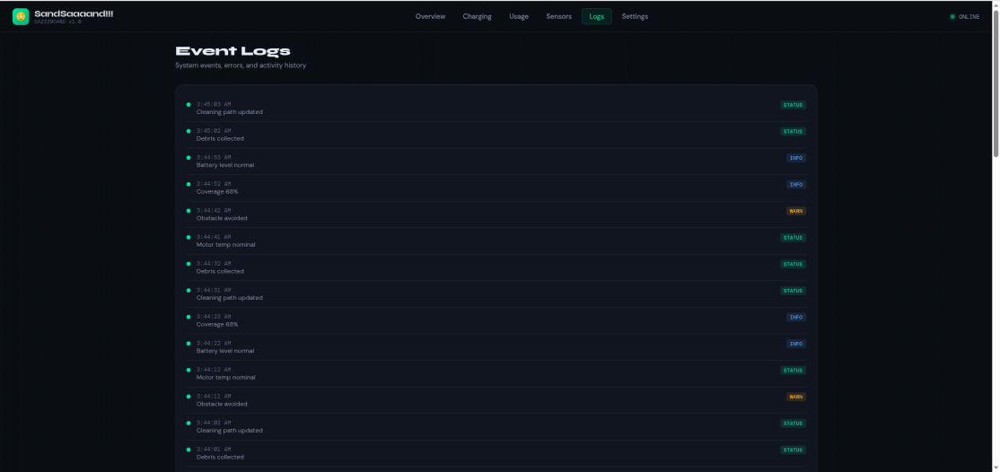 SandSaaaand!!!
DAZZZBOARD v1.0
Overview
Charging
Usage
Sensors
Logs
Settings
ONLINE
Event Logs
System events, errors, and activity history
3:45:03 AM
STATUS
Cleaning path updated
3:45:02 AM
STATUS
Debris collected
3:44:53 AM
INFO
Battery level normal
3:44:52 AM
INFO
Coverage 68%
3:44:42 AM
WARN
Obstacle avoided
3:44:41 AM
STATUS
Motor temp nominal
3:44:32 AM
STATUS
Debris collected
3:44:31 AM
STATUS
Cleaning path updated
3:44:23 AM
INFO
Coverage 68%
3:44:22 AM
INFO
Battery level normal
3:44:12 AM
STATUS
Motor temp nominal
3:44:11 AM
WARN
Obstacle avoided
3:44:02 AM
STATUS
Cleaning path updated
3:44:01 AM
STATUS
Debris collected